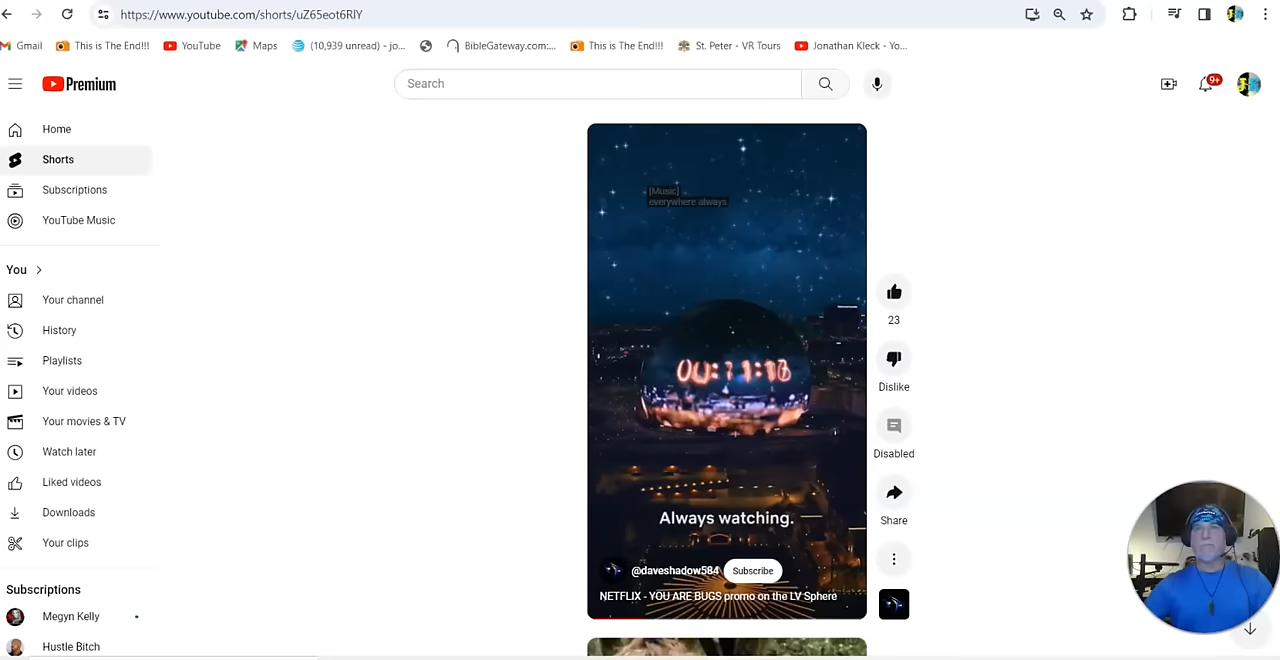 https://www.youtube.com/shorts/uZ65eot6RlY
Gmail
This is The End!!!
YouTube
Maps
(10,939 unread) - jo...
BibleGateway.com:...
This is The End!!!
St. Peter - VR Tours
Jonathan Kleck - Yo...
Premium
Search
9+
Home
Shorts
Subscriptions
YouTube Music
You
Your channel
History
Playlists
Your videos
Your movies & TV
Watch later
Liked videos
Downloads
Your clips
Subscriptions
Megyn Kelly
Hustle Bitch
[Music]
everywhere always
Always watching.
@daveshadow584
Subscribe
NETFLIX - YOU ARE BUGS promo on the LV Sphere
23
Dislike
Disabled
Share